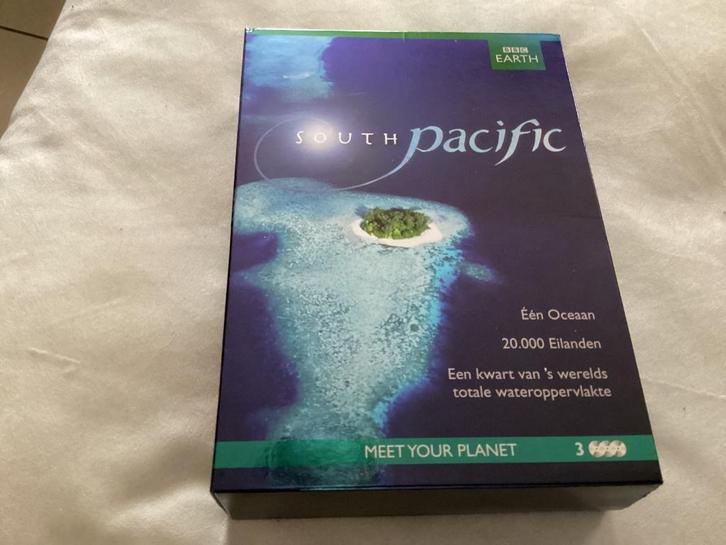 BBC
EARTH
SOUTH pacific
Één Oceaan
20.000 Eilanden
Een kwart van 's werelds
totale wateroppervlakte
MEET YOUR PLANET 3